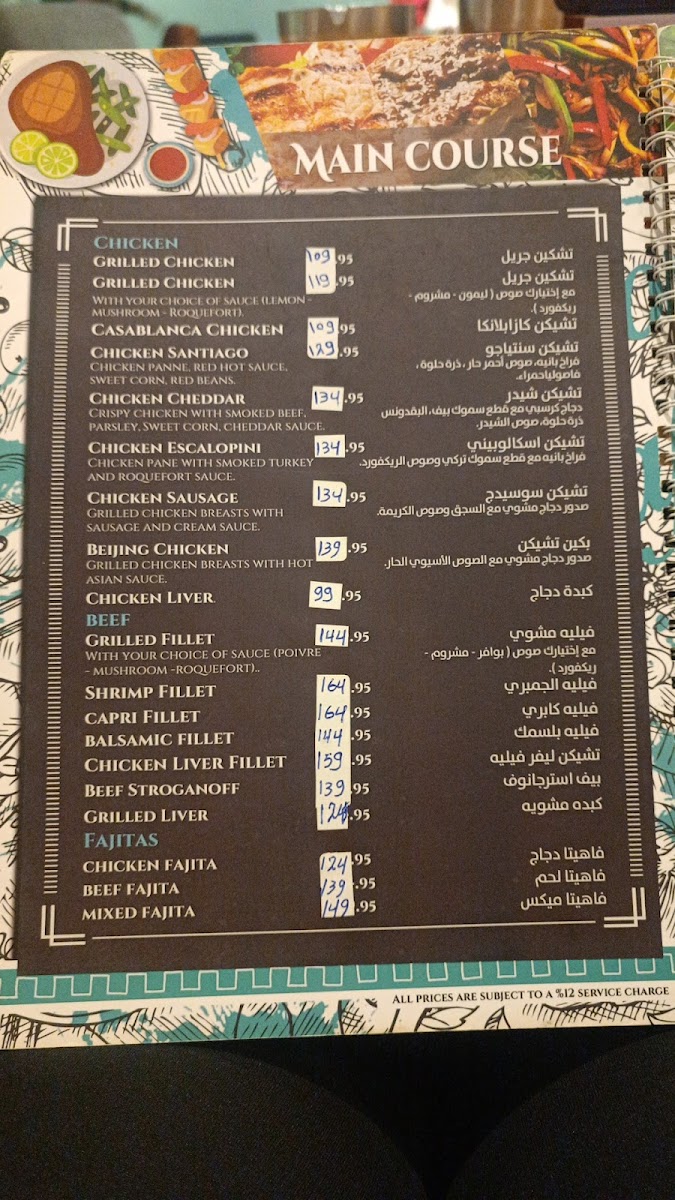 MAIN COURSE
CHICKEN
GRILLED CHICKEN 109.95 تشكين جريل
GRILLED CHICKEN 119.95 تشكين جريل
WITH YOUR CHOICE OF SAUCE (LEMON - مع إختيارك صوص ( ليمون - مشروم -
MUSHROOM - ROQUEFORT). ريكفورد ).
CASABLANCA CHICKEN 109.95 تشيكن كازابلانكا
CHICKEN SANTIAGO 129.95 تشيكن سنتياجو
CHICKEN PANNE, RED HOT SAUCE, فراخ بانيه، صوص أحمر حار ، ذرة حلوة ،
SWEET CORN, RED BEANS. فاصولياحمراء.
CHICKEN CHEDDAR 134.95 تشيكن شيدر
CRISPY CHICKEN WITH SMOKED BEEF, دجاج كرسبي مع قطع سموك بيف، البقدونس
PARSLEY, SWEET CORN, CHEDDAR SAUCE. ذرة حلوة، صوص الشيدر.
CHICKEN ESCALOPINI 134.95 تشيكن اسكالوبيني
CHICKEN PANE WITH SMOKED TURKEY فراخ بانيه مع قطع سموك تركي وصوص الريكفورد.
AND ROQUEFORT SAUCE.
CHICKEN SAUSAGE 134.95 تشيكن سوسيدج
GRILLED CHICKEN BREASTS WITH صدور دجاج مشوي مع السجق وصوص الكريمة.
SAUSAGE AND CREAM SAUCE.
BEIJING CHICKEN 139.95 بكين تشيكن
GRILLED CHICKEN BREASTS WITH HOT صدور دجاج مشوي مع الصوص الأسيوي الحار.
ASIAN SAUCE.
CHICKEN LIVER 99.95 كبدة دجاج
BEEF
GRILLED FILLET 144.95 فيليه مشوي
WITH YOUR CHOICE OF SAUCE (POIVRE مع إختيارك صوص ( بوافر - مشروم -
- MUSHROOM -ROQUEFORT).. ريكفورد ).
SHRIMP FILLET 164.95 فيليه الجمبري
CAPRI FILLET 164.95 فيليه كابري
BALSAMIC FILLET 144.95 فيليه بلسمك
CHICKEN LIVER FILLET 159.95 تشيكن ليفر فيليه
BEEF STROGANOFF 139.95 بيف استرجانوف
GRILLED LIVER 124.95 كبده مشويه
FAJITAS
CHICKEN FAJITA 124.95 فاهيتا دجاج
BEEF FAJITA 139.95 فاهيتا لحم
MIXED FAJITA 149.95 فاهيتا ميكس
ALL PRICES ARE SUBJECT TO A %12 SERVICE CHARGE